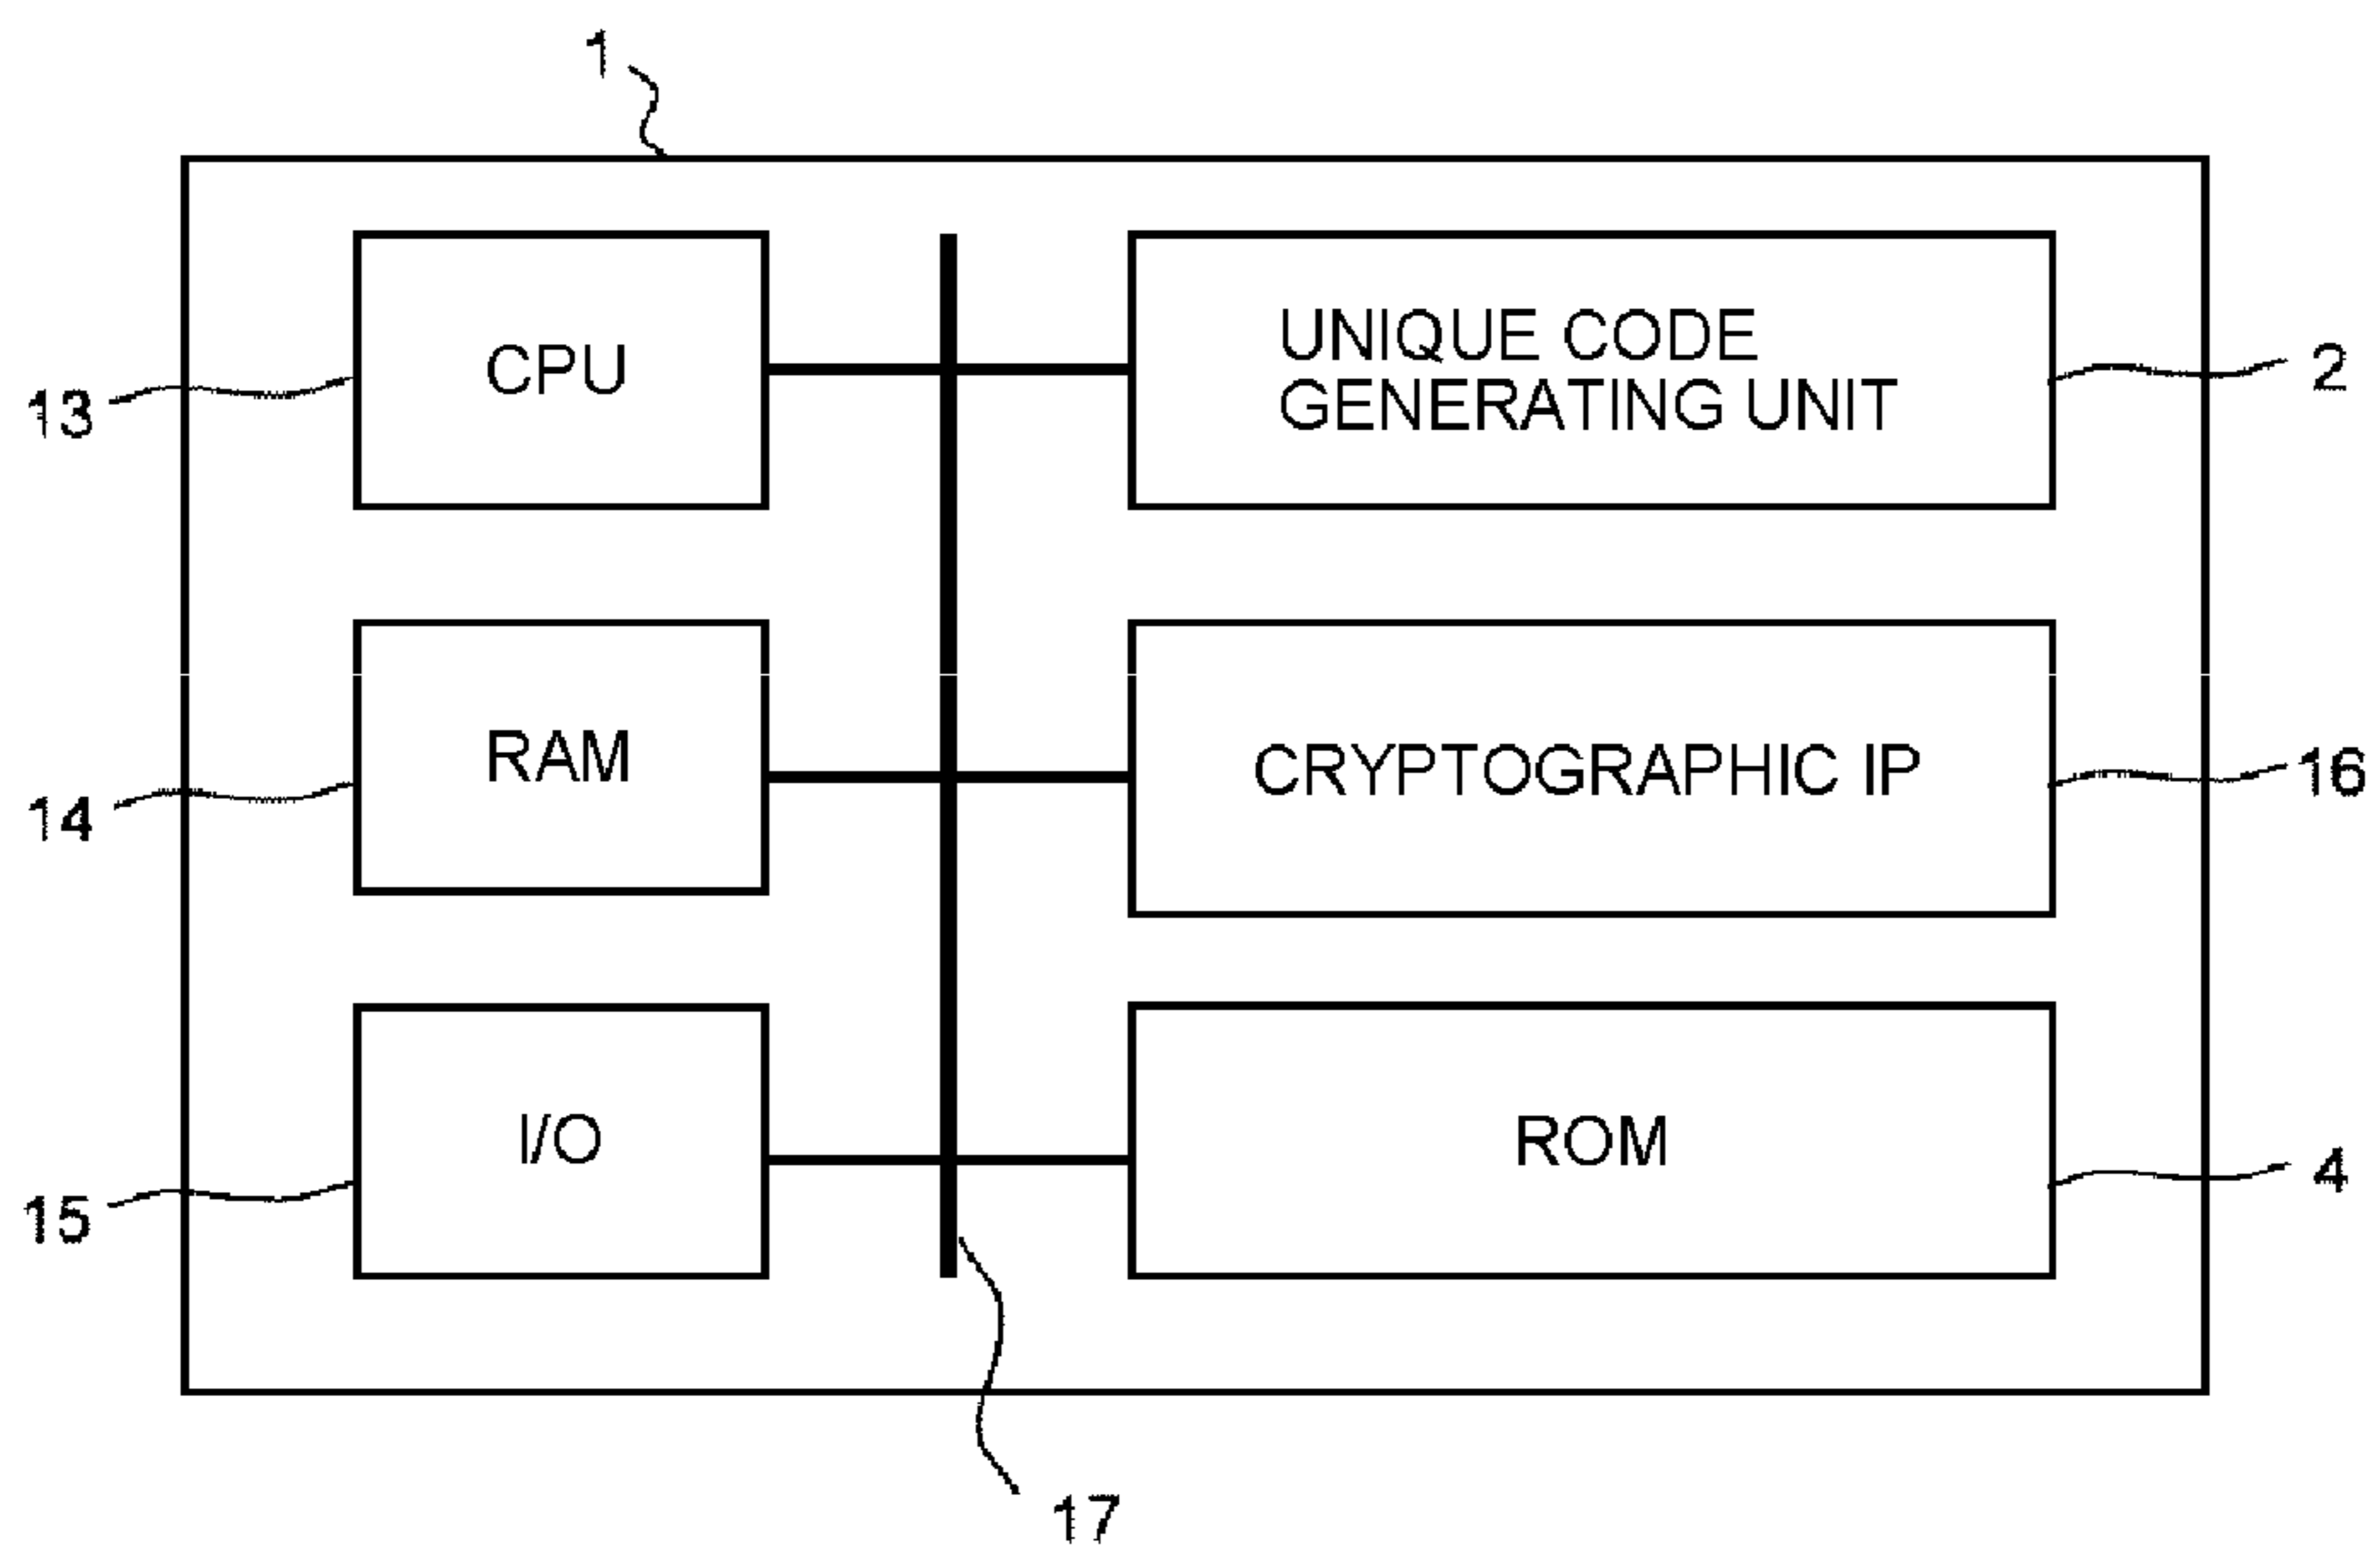 1
CPU
UNIQUE CODE
GENERATING UNIT
13
2
RAM
CRYPTOGRAPHIC IP
14
16
I/O
ROM
15
4
17